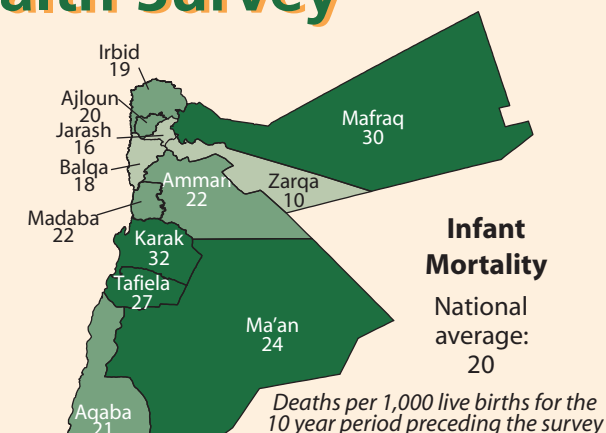 alth Survey
Irbid
19
Ajloun
20
Jarash
16
Balqa
18
Madaba
22
Mafraq
30
Amman
22
Zarqa
10
Karak
32
Tafiela
27
Ma'an
24
Aqaba
21
Infant
Mortality
National
average:
20
Deaths per 1,000 live births for the
10 year period preceding the survey